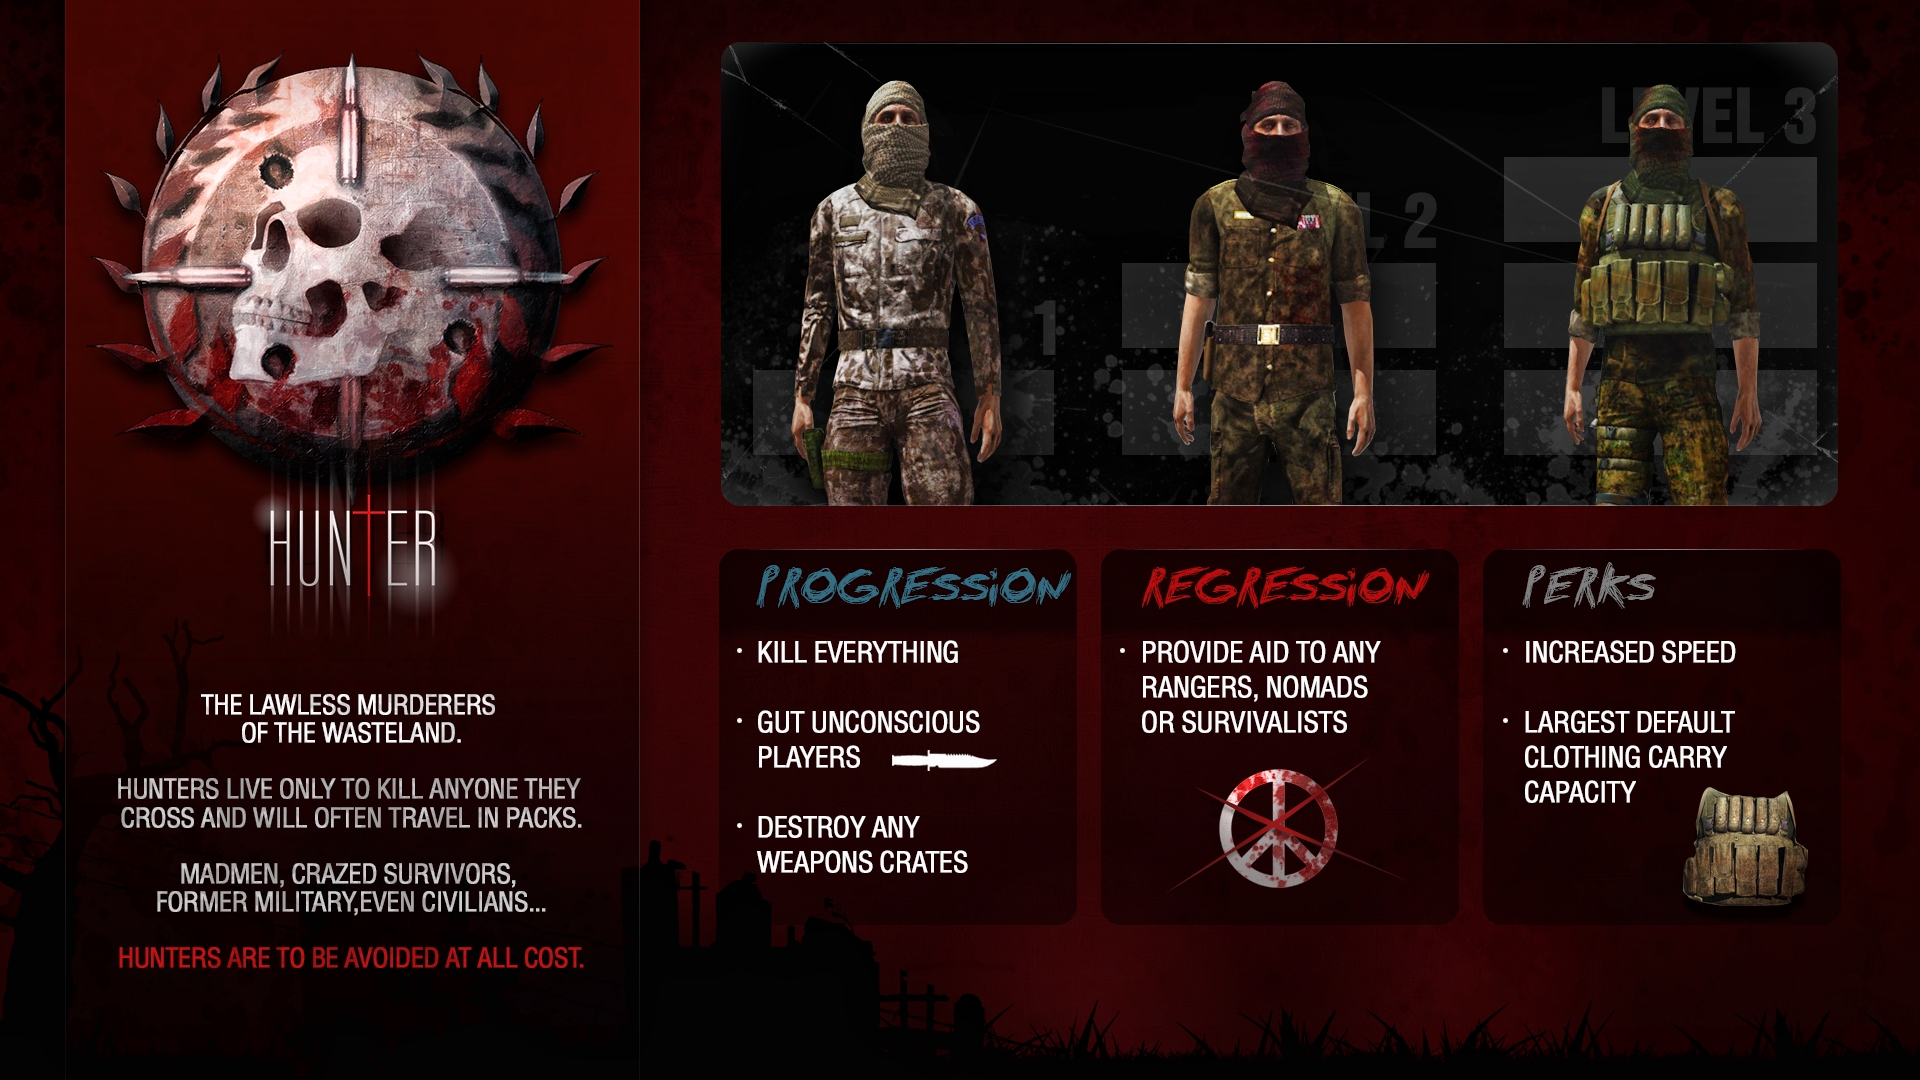 HUNTER
THE LAWLESS MURDERERS
OF THE WASTELAND.
HUNTERS LIVE ONLY TO KILL ANYONE THEY
CROSS AND WILL OFTEN TRAVEL IN PACKS.
MADMEN, CRAZED SURVIVORS,
FORMER MILITARY,EVEN CIVILIANS...
HUNTERS ARE TO BE AVOIDED AT ALL COST.
1
L 2
LEVEL 3
PROGRESSION
· KILL EVERYTHING
· GUT UNCONSCIOUS
PLAYERS
· DESTROY ANY
WEAPONS CRATES
REGRESSION
· PROVIDE AID TO ANY
RANGERS, NOMADS
OR SURVIVALISTS
PERKS
· INCREASED SPEED
· LARGEST DEFAULT
CLOTHING CARRY
CAPACITY